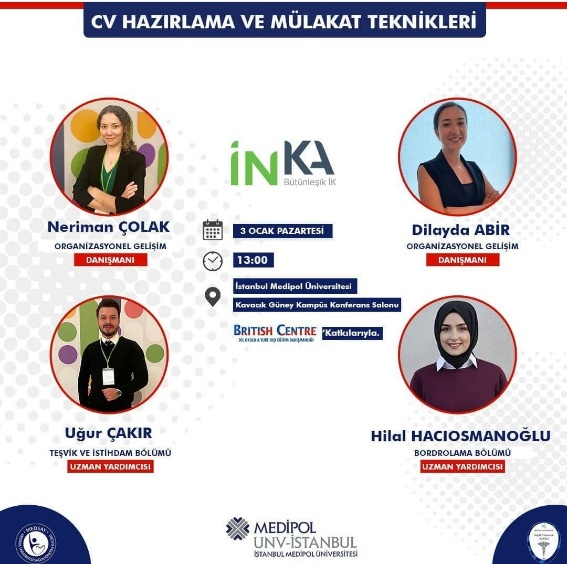 CV HAZIRLAMA VE MÜLAKAT TEKNİKLERİ
inKA
Bütünleşik İK
Neriman ÇOLAK
ORGANİZASYONEL GELİŞİM
DANIŞMANI
Dilayda ABİR
ORGANİZASYONEL GELİŞİM
DANIŞMANI
3 OCAK PAZARTESİ
13:00
İstanbul Medipol Üniversitesi
Kavacık Güney Kampüs Konferans Salonu
BRITISH CENTRE
DİL OKULU & YURT DIŞI EĞİTİM DANIŞMANLIĞI
'Katkılarıyla.
Uğur ÇAKIR
TEŞVİK VE İSTİHDAM BÖLÜMÜ
UZMAN YARDIMCISI
Hilal HACIOSMANOĞLU
BORDROLAMA BÖLÜMÜ
UZMAN YARDIMCISI
MEDİPOL
UNV-İSTANBUL
İSTANBUL MEDİPOL ÜNİVERSİTESİ
MEDSAY